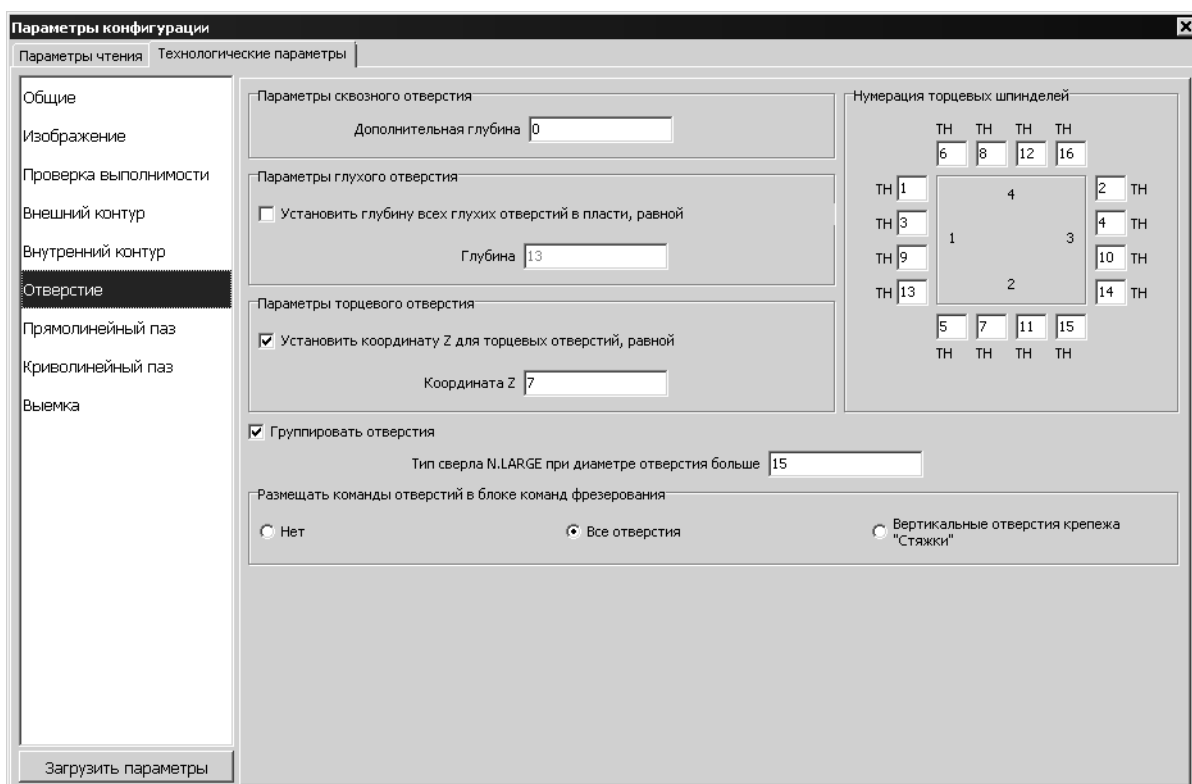 Параметры конфигурации
Параметры чтения Технологические параметры
Общие
Изображение
Проверка выполнимости
Внешний контур
Внутренний контур
Отверстие
Прямолинейный паз
Криволинейный паз
Выемка
Загрузить параметры
Параметры сквозного отверстия
Дополнительная глубина 0
Параметры глухого отверстия
Установить глубину всех глухих отверстий в пласти, равной
Глубина 13
Параметры торцевого отверстия
Установить координату Z для торцевых отверстий, равной
Координата Z 7
Нумерация торцевых шпинделей
TH TH TH TH
6 8 12 16
TH 1 4 2 TH
TH 3 4 TH
1 3
TH 9 10 TH
TH 13 2 14 TH
5 7 11 15
TH TH TH TH
Группировать отверстия
Тип сверла N.LARGE при диаметре отверстия больше 15
Размещать команды отверстий в блоке команд фрезерования
Нет Все отверстия Вертикальные отверстия крепежа
"Стяжки"